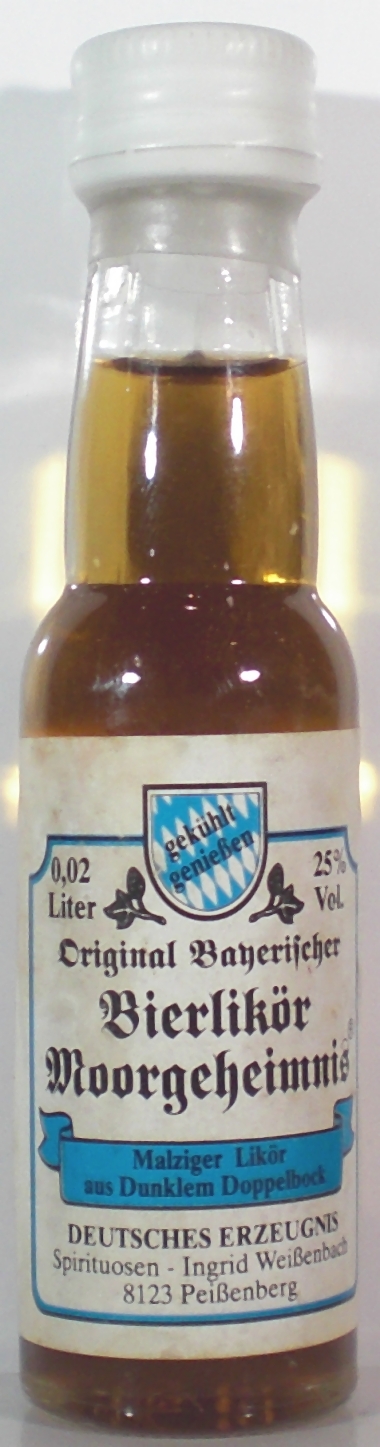 gekühlt
genießen
0,02
Liter
25%
Vol.
Original Bayerischer
Bierlikör
Moorgeheimnis®
Malziger Likör
aus Dunklem Doppelbock
DEUTSCHES ERZEUGNIS
Spirituosen - Ingrid Weißenbach
8123 Peißenberg